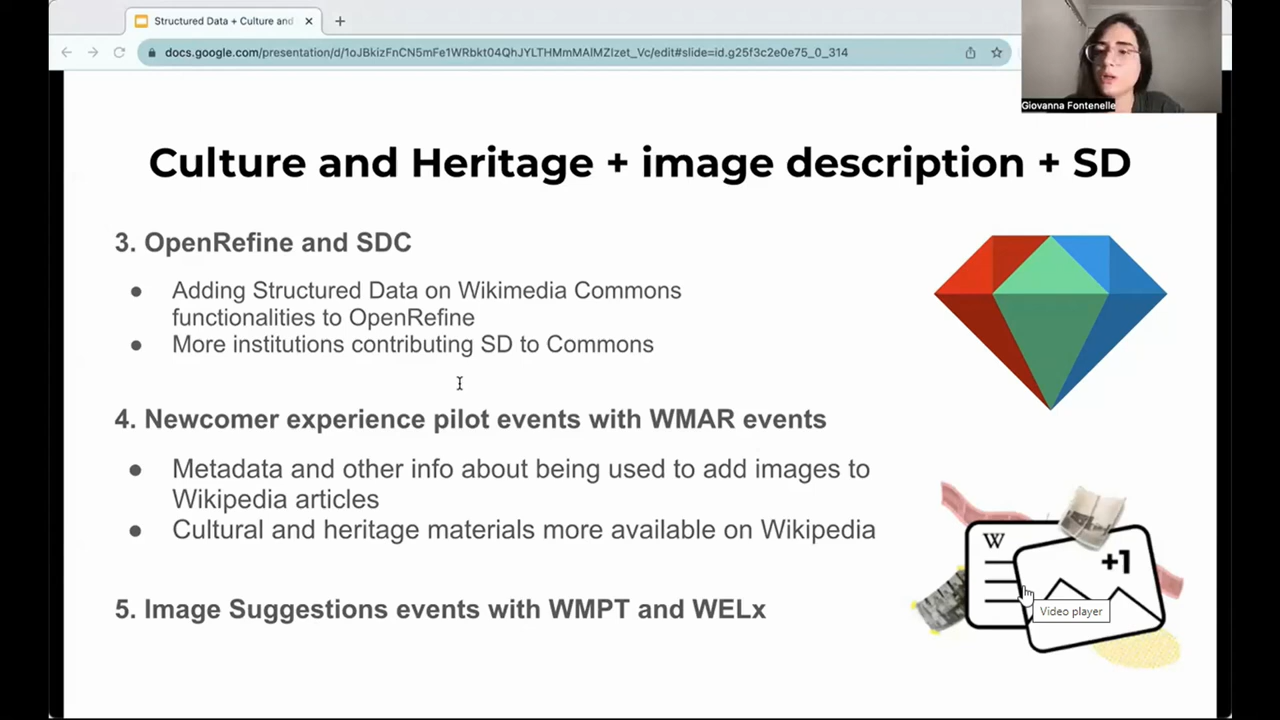 Structured Data + Culture and
docs.google.com/presentation/d/1oJBkizFnCN5mFe1WRbkt04QhJYLTHMmMAIMZIzet_Vc/edit#slide=id.g25f3c2e0e75_0_314
Giovanna Fontenelle
Culture and Heritage + image description + SD
3. OpenRefine and SDC
● Adding Structured Data on Wikimedia Commons
functionalities to OpenRefine
● More institutions contributing SD to Commons
4. Newcomer experience pilot events with WMAR events
● Metadata and other info about being used to add images to
Wikipedia articles
● Cultural and heritage materials more available on Wikipedia
W
+1
Video player
5. Image Suggestions events with WMPT and WELx